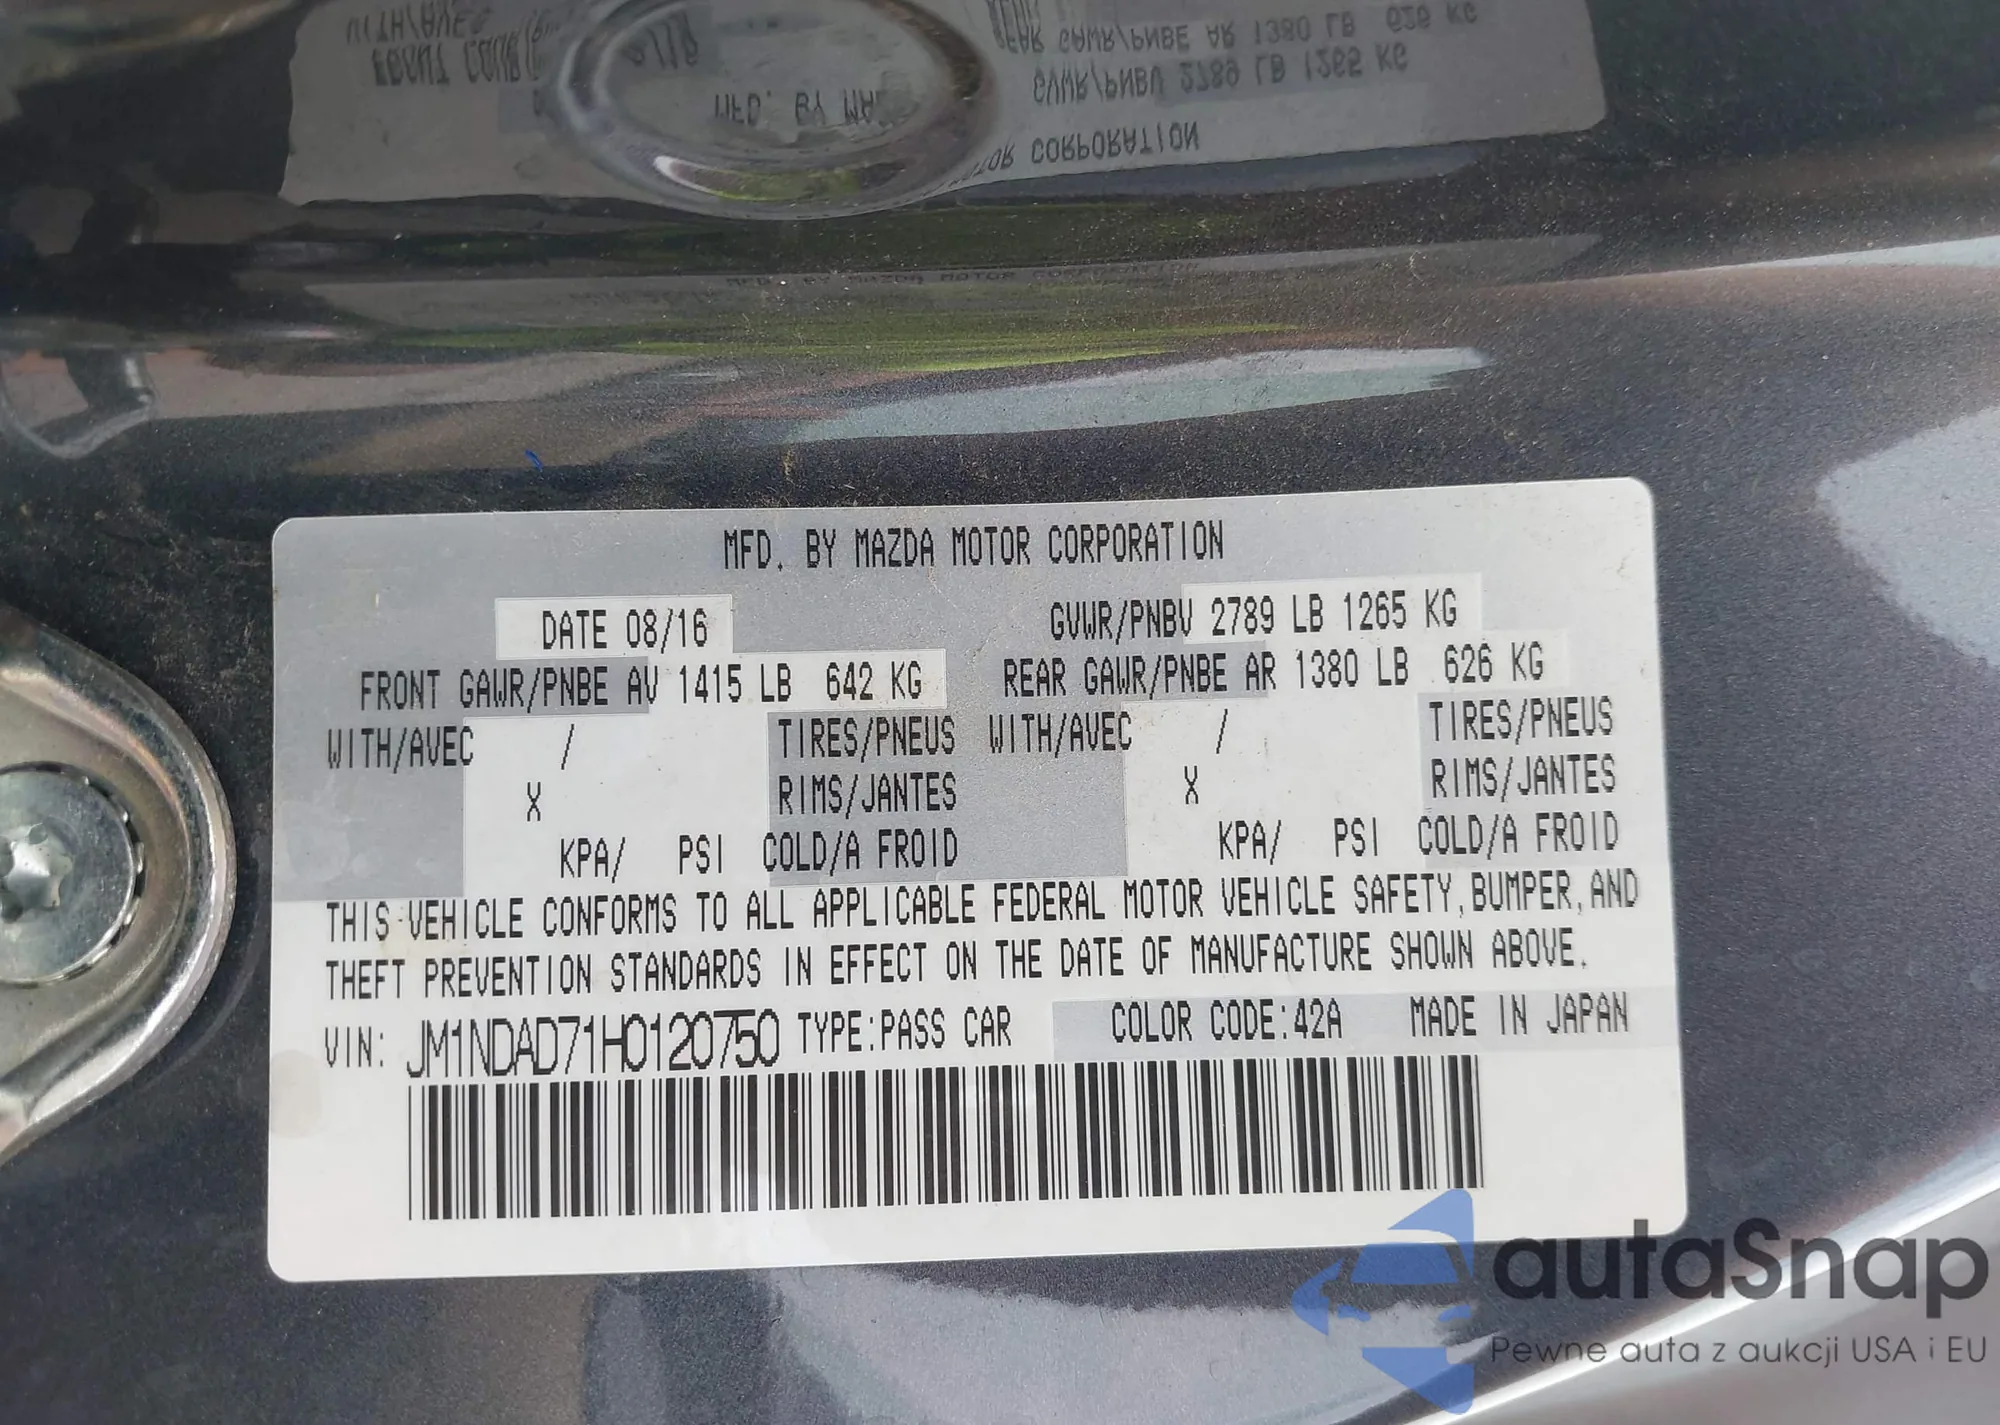 MFD. BY MAZDA MOTOR CORPORATION
DATE 08/16 GVWR/PNBV 2789 LB 1265 KG
FRONT GAWR/PNBE AV 1415 LB 642 KG REAR GAWR/PNBE AR 1380 LB 626 KG
WITH/AVEC / TIRES/PNEUS WITH/AVEC / TIRES/PNEUS
X RIMS/JANTES X RIMS/JANTES
KPA/ PSI COLD/A FROID KPA/ PSI COLD/A FROID
THIS VEHICLE CONFORMS TO ALL APPLICABLE FEDERAL MOTOR VEHICLE SAFETY, BUMPER, AND
THEFT PREVENTION STANDARDS IN EFFECT ON THE DATE OF MANUFACTURE SHOWN ABOVE.
VIN: JM1NDAD71H0120750 TYPE:PASS CAR COLOR CODE:42A MADE IN JAPAN
autaSnap
Pewne auta z aukcji USA i EU